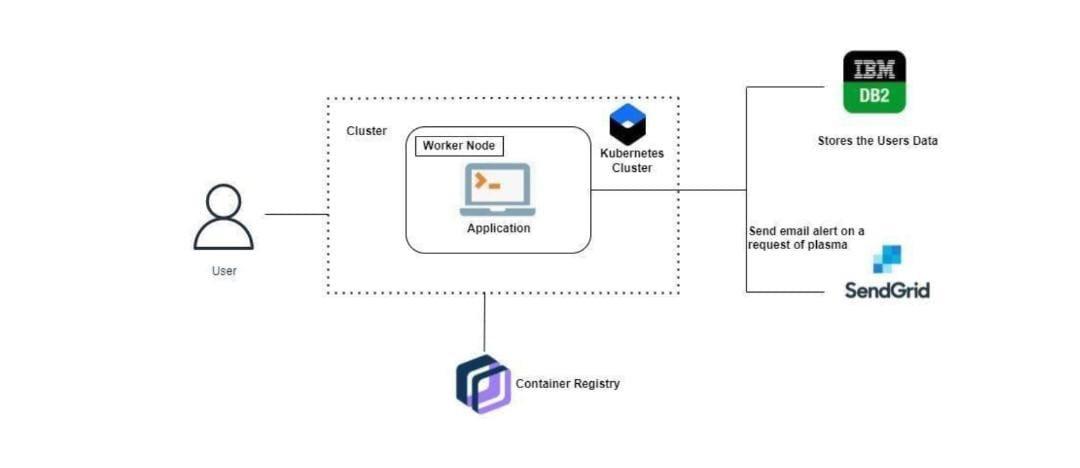 IBM
DB2
Stores the Users Data
Cluster
Worker Node
Kubernetes
Cluster
Application
Send email alert on a
request of plasma
SendGrid
User
Container Registry